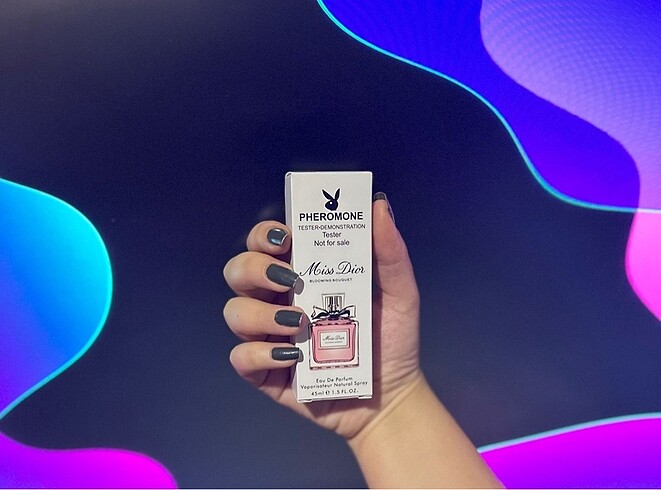 PHEROMONE
TESTER-DEMONSTRATION
Tester
Not for sale
Miss Dior
BLOOMING BOUQUET
Miss Dior
Eau De Parfum
Vaporisateur Natural Spray
45ml e 1.5 FL.OZ.